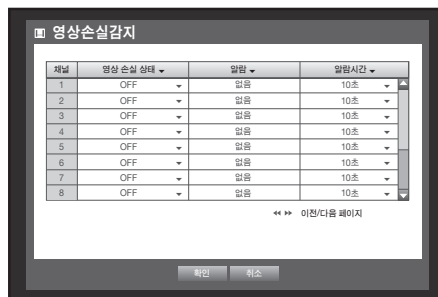 영상손실감지
채널 영상 손실 상태 알람 알람시간
1 OFF 없음 10초
2 OFF 없음 10초
3 OFF 없음 10초
4 OFF 없음 10초
5 OFF 없음 10초
6 OFF 없음 10초
7 OFF 없음 10초
8 OFF 없음 10초
이전/다음 페이지
확인 취소